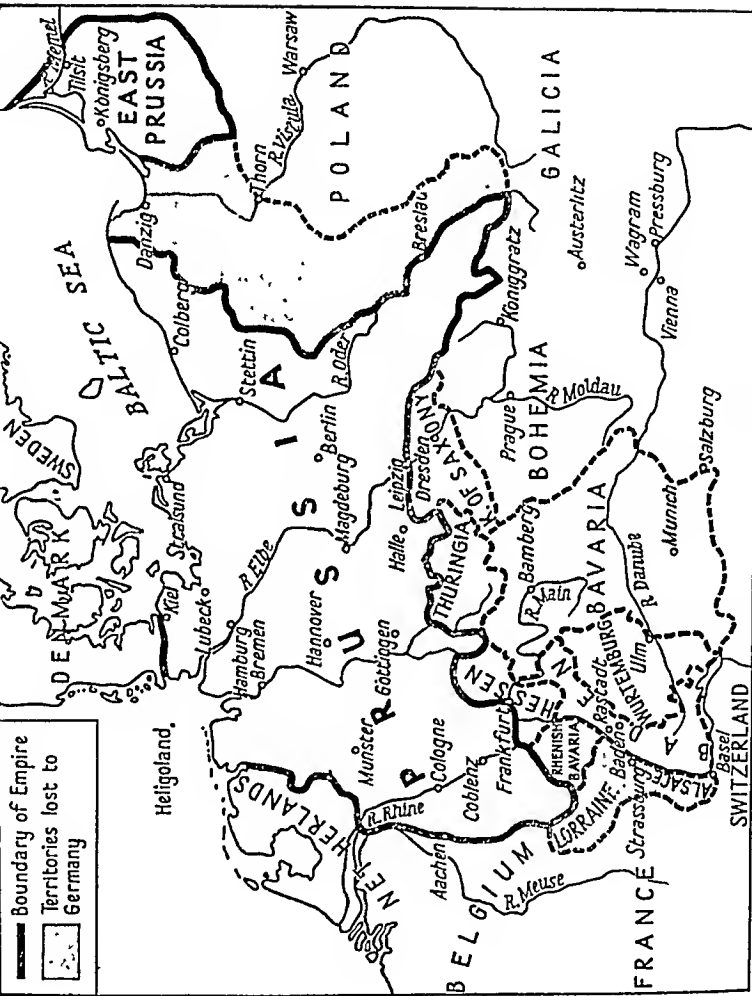 Boundary of Empire
Territories lost to
Germany
DENMARK
SWEDEN
BALTIC SEA
R. Memel
Tilsit
Königsberg
EAST
PRUSSIA
Heligoland
Kiel
Lubeck
Stralsund
Colberg
Danzig
Hamburg
Bremen
R. Elbe
Stettin
Thorn
R. Vistula
Warsaw
NETHERLANDS
Hannover
Berlin
POLAND
PRUSSIA
Magdeburg
R. Oder
Munster
Göttingen
R. Rhine
Halle
Leipzig
Dresden
Breslau
Aachen
Cologne
Coblenz
THURINGIA
K OF SAXONY
BELGIUM
R. Meuse
Frankfurt
HESSEN
Bamberg
R. Main
Prague
BOHEMIA
R. Moldau
Koniggratz
GALICIA
RHENISH
BAVARIA
LORRAINE
Austerlitz
Strassburg
Baden
Rastadt
WURTEMBURG
Ulm
BAVARIA
R. Danube
Wagram
Pressburg
Vienna
FRANCE
ALSACE
BADEN
Munich
Salzburg
Basel
SWITZERLAND